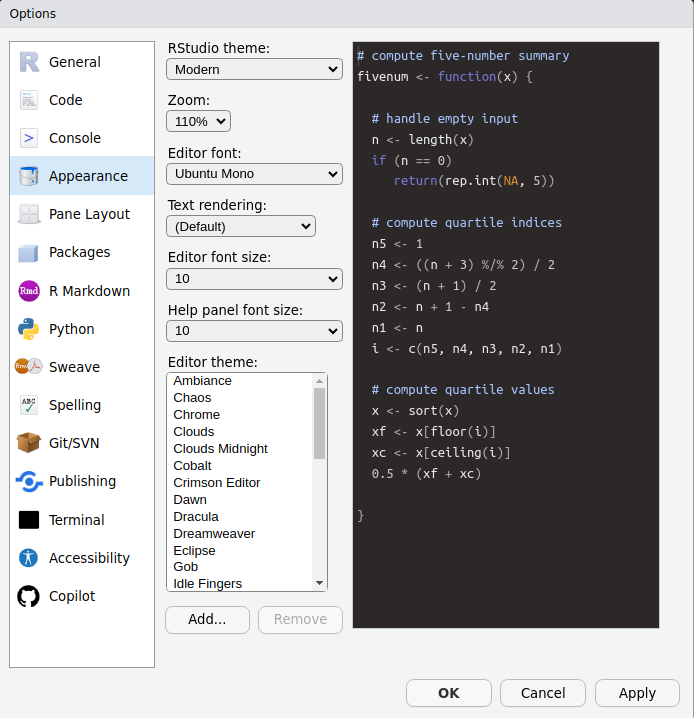 Options
General
Code
Console
Appearance
Pane Layout
Packages
Rmd R Markdown
Python
Rnw Sweave
ABC Spelling
Git/SVN
Publishing
Terminal
Accessibility
Copilot
RStudio theme:
Modern
Zoom:
110%
Editor font:
Ubuntu Mono
Text rendering:
(Default)
Editor font size:
10
Help panel font size:
10
Editor theme:
Ambiance
Chaos
Chrome
Clouds
Clouds Midnight
Cobalt
Crimson Editor
Dawn
Dracula
Dreamweaver
Eclipse
Gob
Idle Fingers
Add...
Remove
# compute five-number summary
fivenum <- function(x) {
# handle empty input
n <- length(x)
if (n == 0)
return(rep.int(NA, 5))
# compute quartile indices
n5 <- 1
n4 <- ((n + 3) %/% 2) / 2
n3 <- (n + 1) / 2
n2 <- n + 1 - n4
n1 <- n
i <- c(n5, n4, n3, n2, n1)
# compute quartile values
x <- sort(x)
xf <- x[floor(i)]
xc <- x[ceiling(i)]
0.5 * (xf + xc)
}
OK
Cancel
Apply